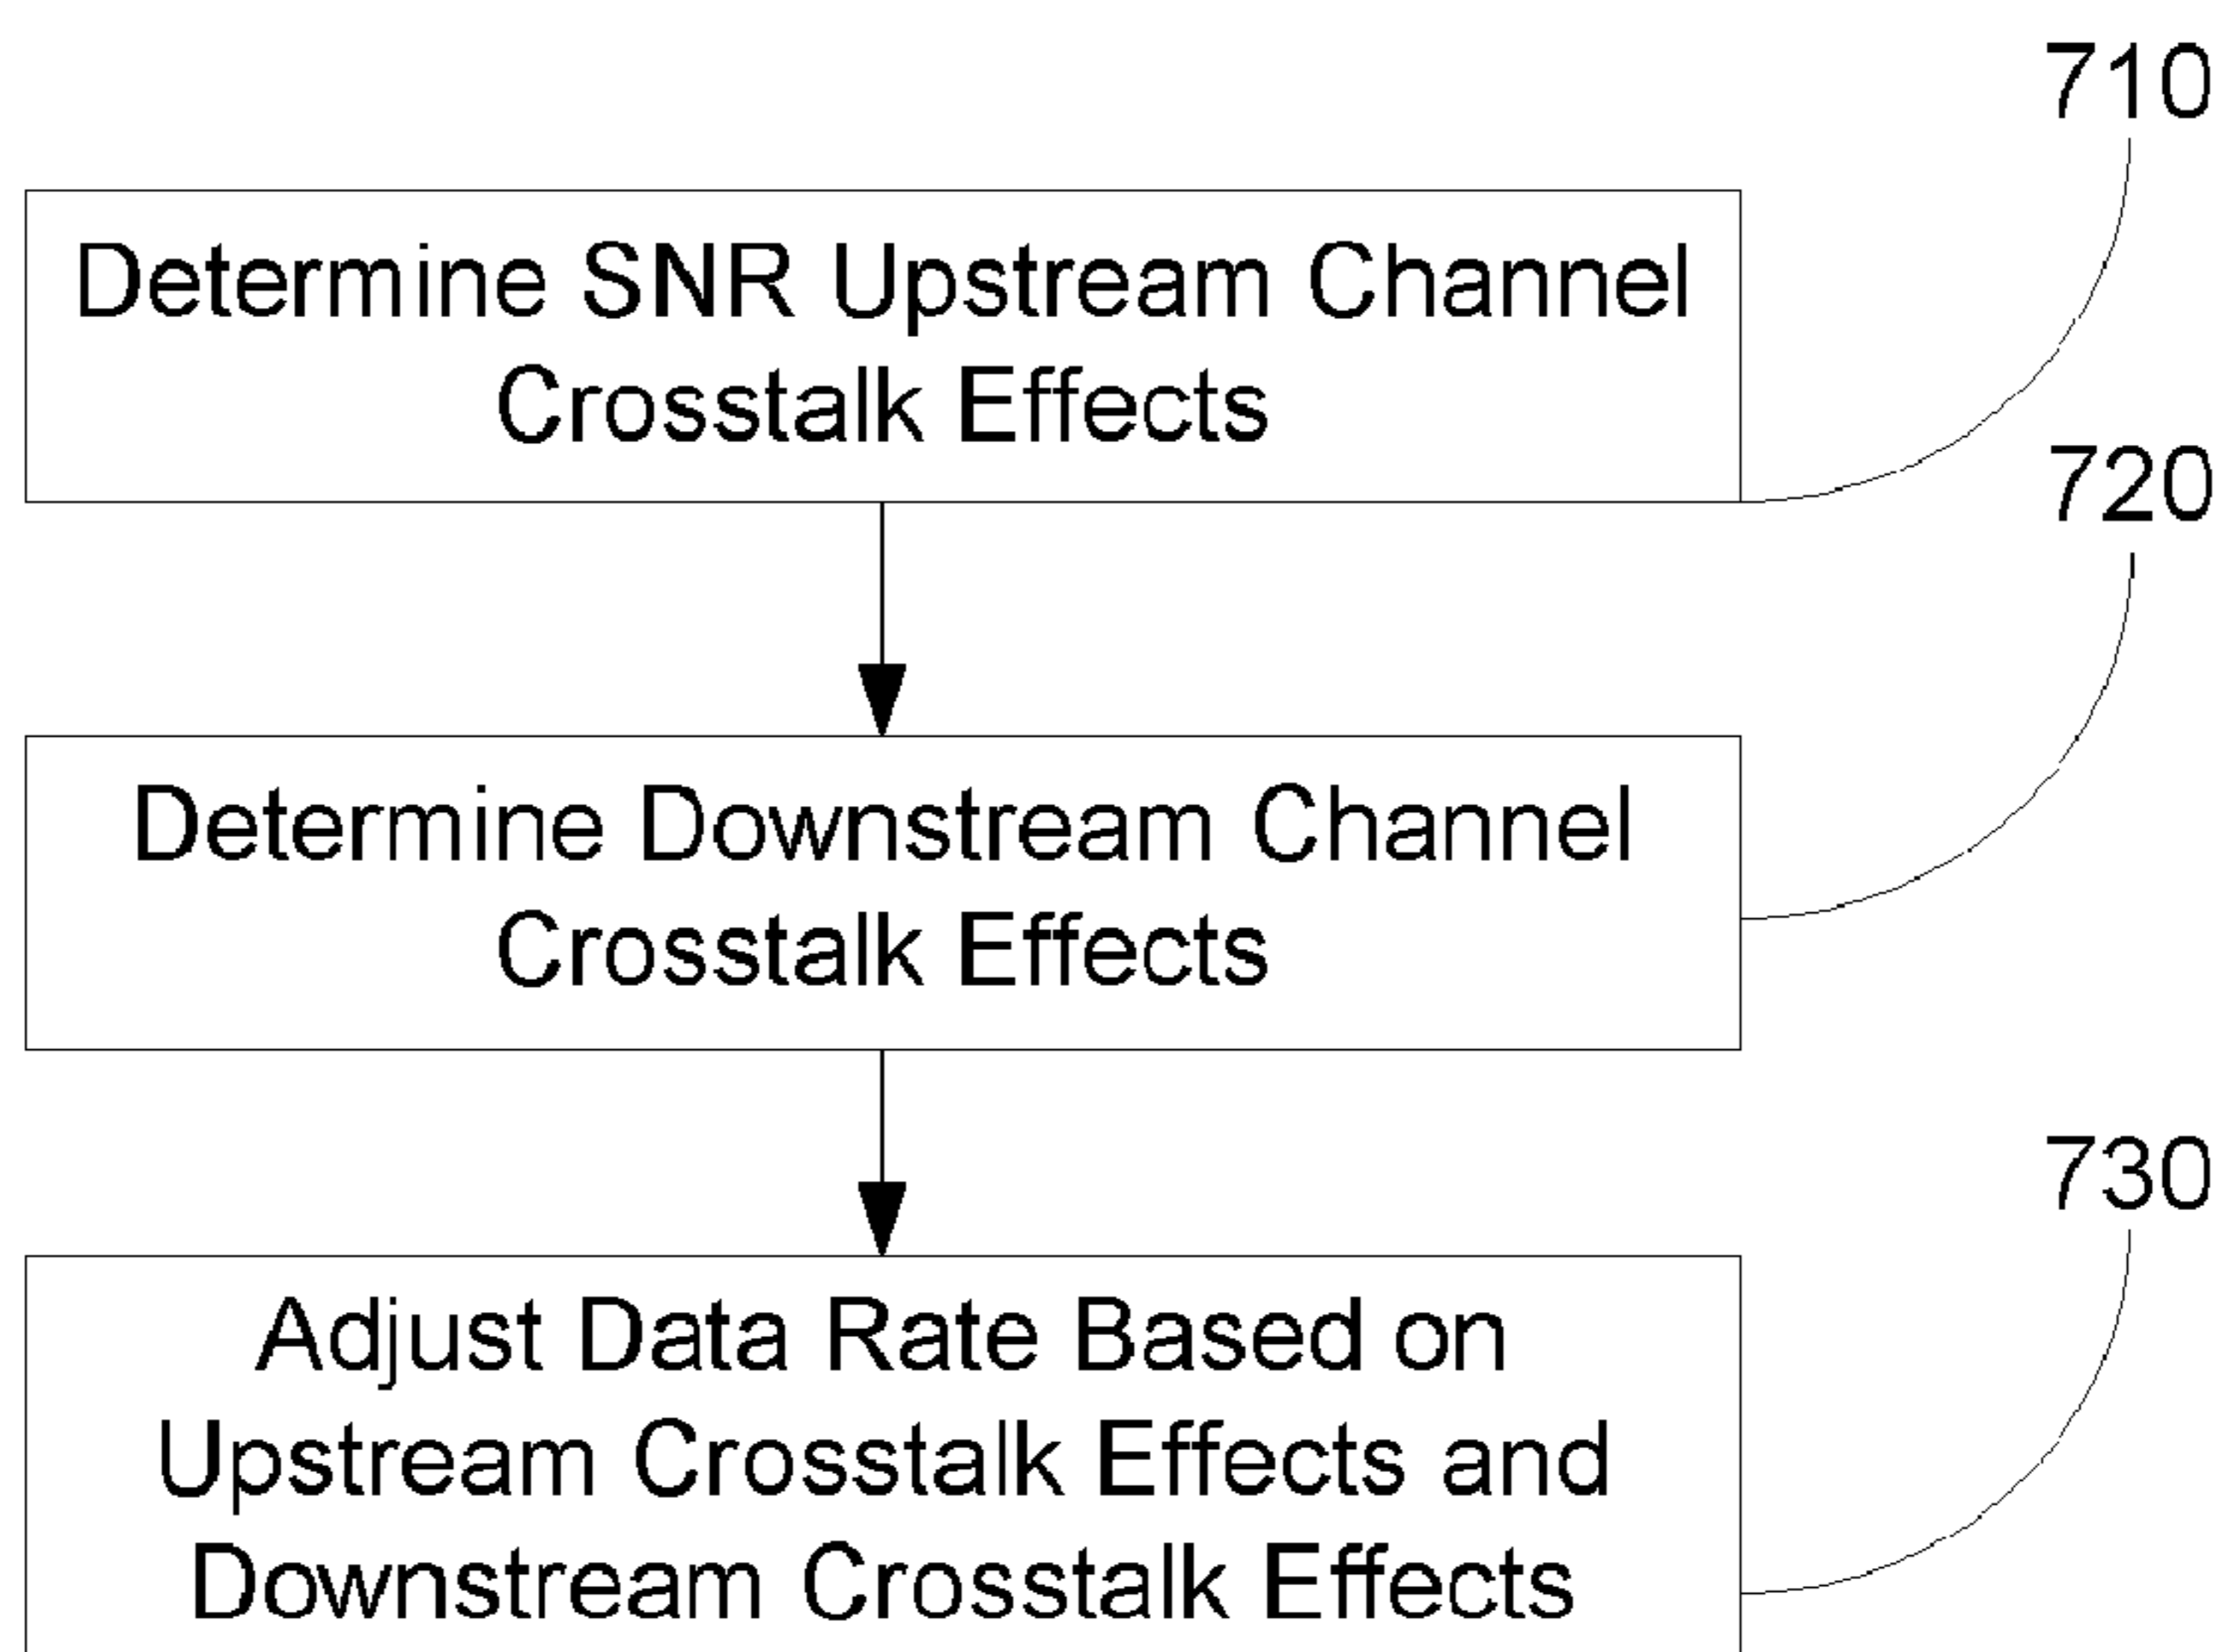 710
Determine SNR Upstream Channel
Crosstalk Effects
720
Determine Downstream Channel
Crosstalk Effects
730
Adjust Data Rate Based on
Upstream Crosstalk Effects and
Downstream Crosstalk Effects